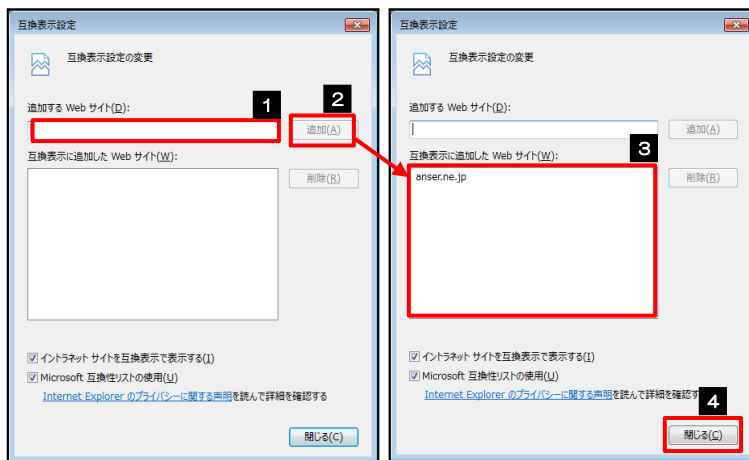 互換表示設定
互換表示設定の変更
追加する Web サイト(D):
1
2
追加(A)
互換表示に追加した Web サイト(W):
削除(R)
イントラネット サイトを互換表示で表示する(I)
Microsoft 互換性リストの使用(U)
Internet Explorer のプライバシーに関する声明を読んで詳細を確認する
閉じる(C)
互換表示設定
互換表示設定の変更
追加する Web サイト(D):
追加(A)
互換表示に追加した Web サイト(W):
3
anser.ne.jp
削除(R)
イントラネット サイトを互換表示で表示する(I)
Microsoft 互換性リストの使用(U)
Internet Explorer のプライバシーに関する声明を読んで詳細を確認す
4
閉じる(C)